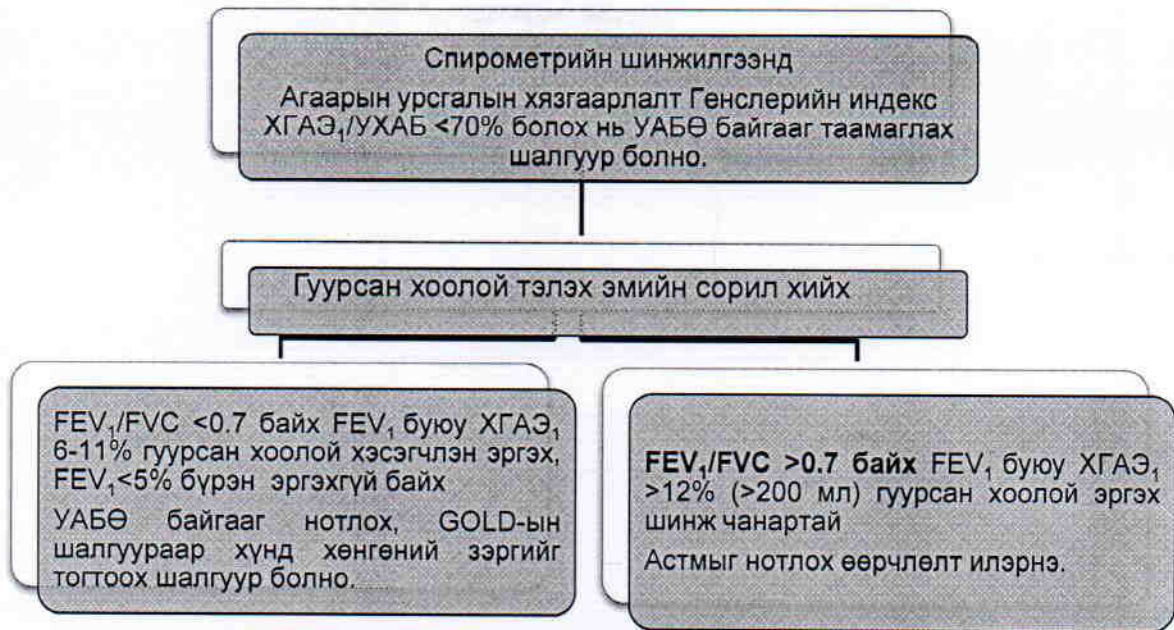 Спирометрийн шинжилгээнд
Агаарын урсгалын хязгаарлалт Генслерийн индекс
ХГАЭ₁/УХАБ <70% болох нь УАБӨ байгааг таамаглах
шалгуур болно.
Гуурсан хоолой тэлэх эмийн сорил хийх
FEV₁/FVC <0.7 байх FEV₁ буюу ХГАЭ₁
6-11% гуурсан хоолой хэсэгчлэн эргэх,
FEV₁<5% бүрэн эргэхгүй байх
УАБӨ байгааг нотлох, GOLD-ын
шалгуураар хүнд хөнгөний зэргийг
тогтоох шалгуур болно.
FEV₁/FVC >0.7 байх FEV₁ буюу ХГАЭ₁
>12% (>200 мл) гуурсан хоолой эргэх
шинж чанартай
Астмыг нотлох өөрчлөлт илэрнэ.